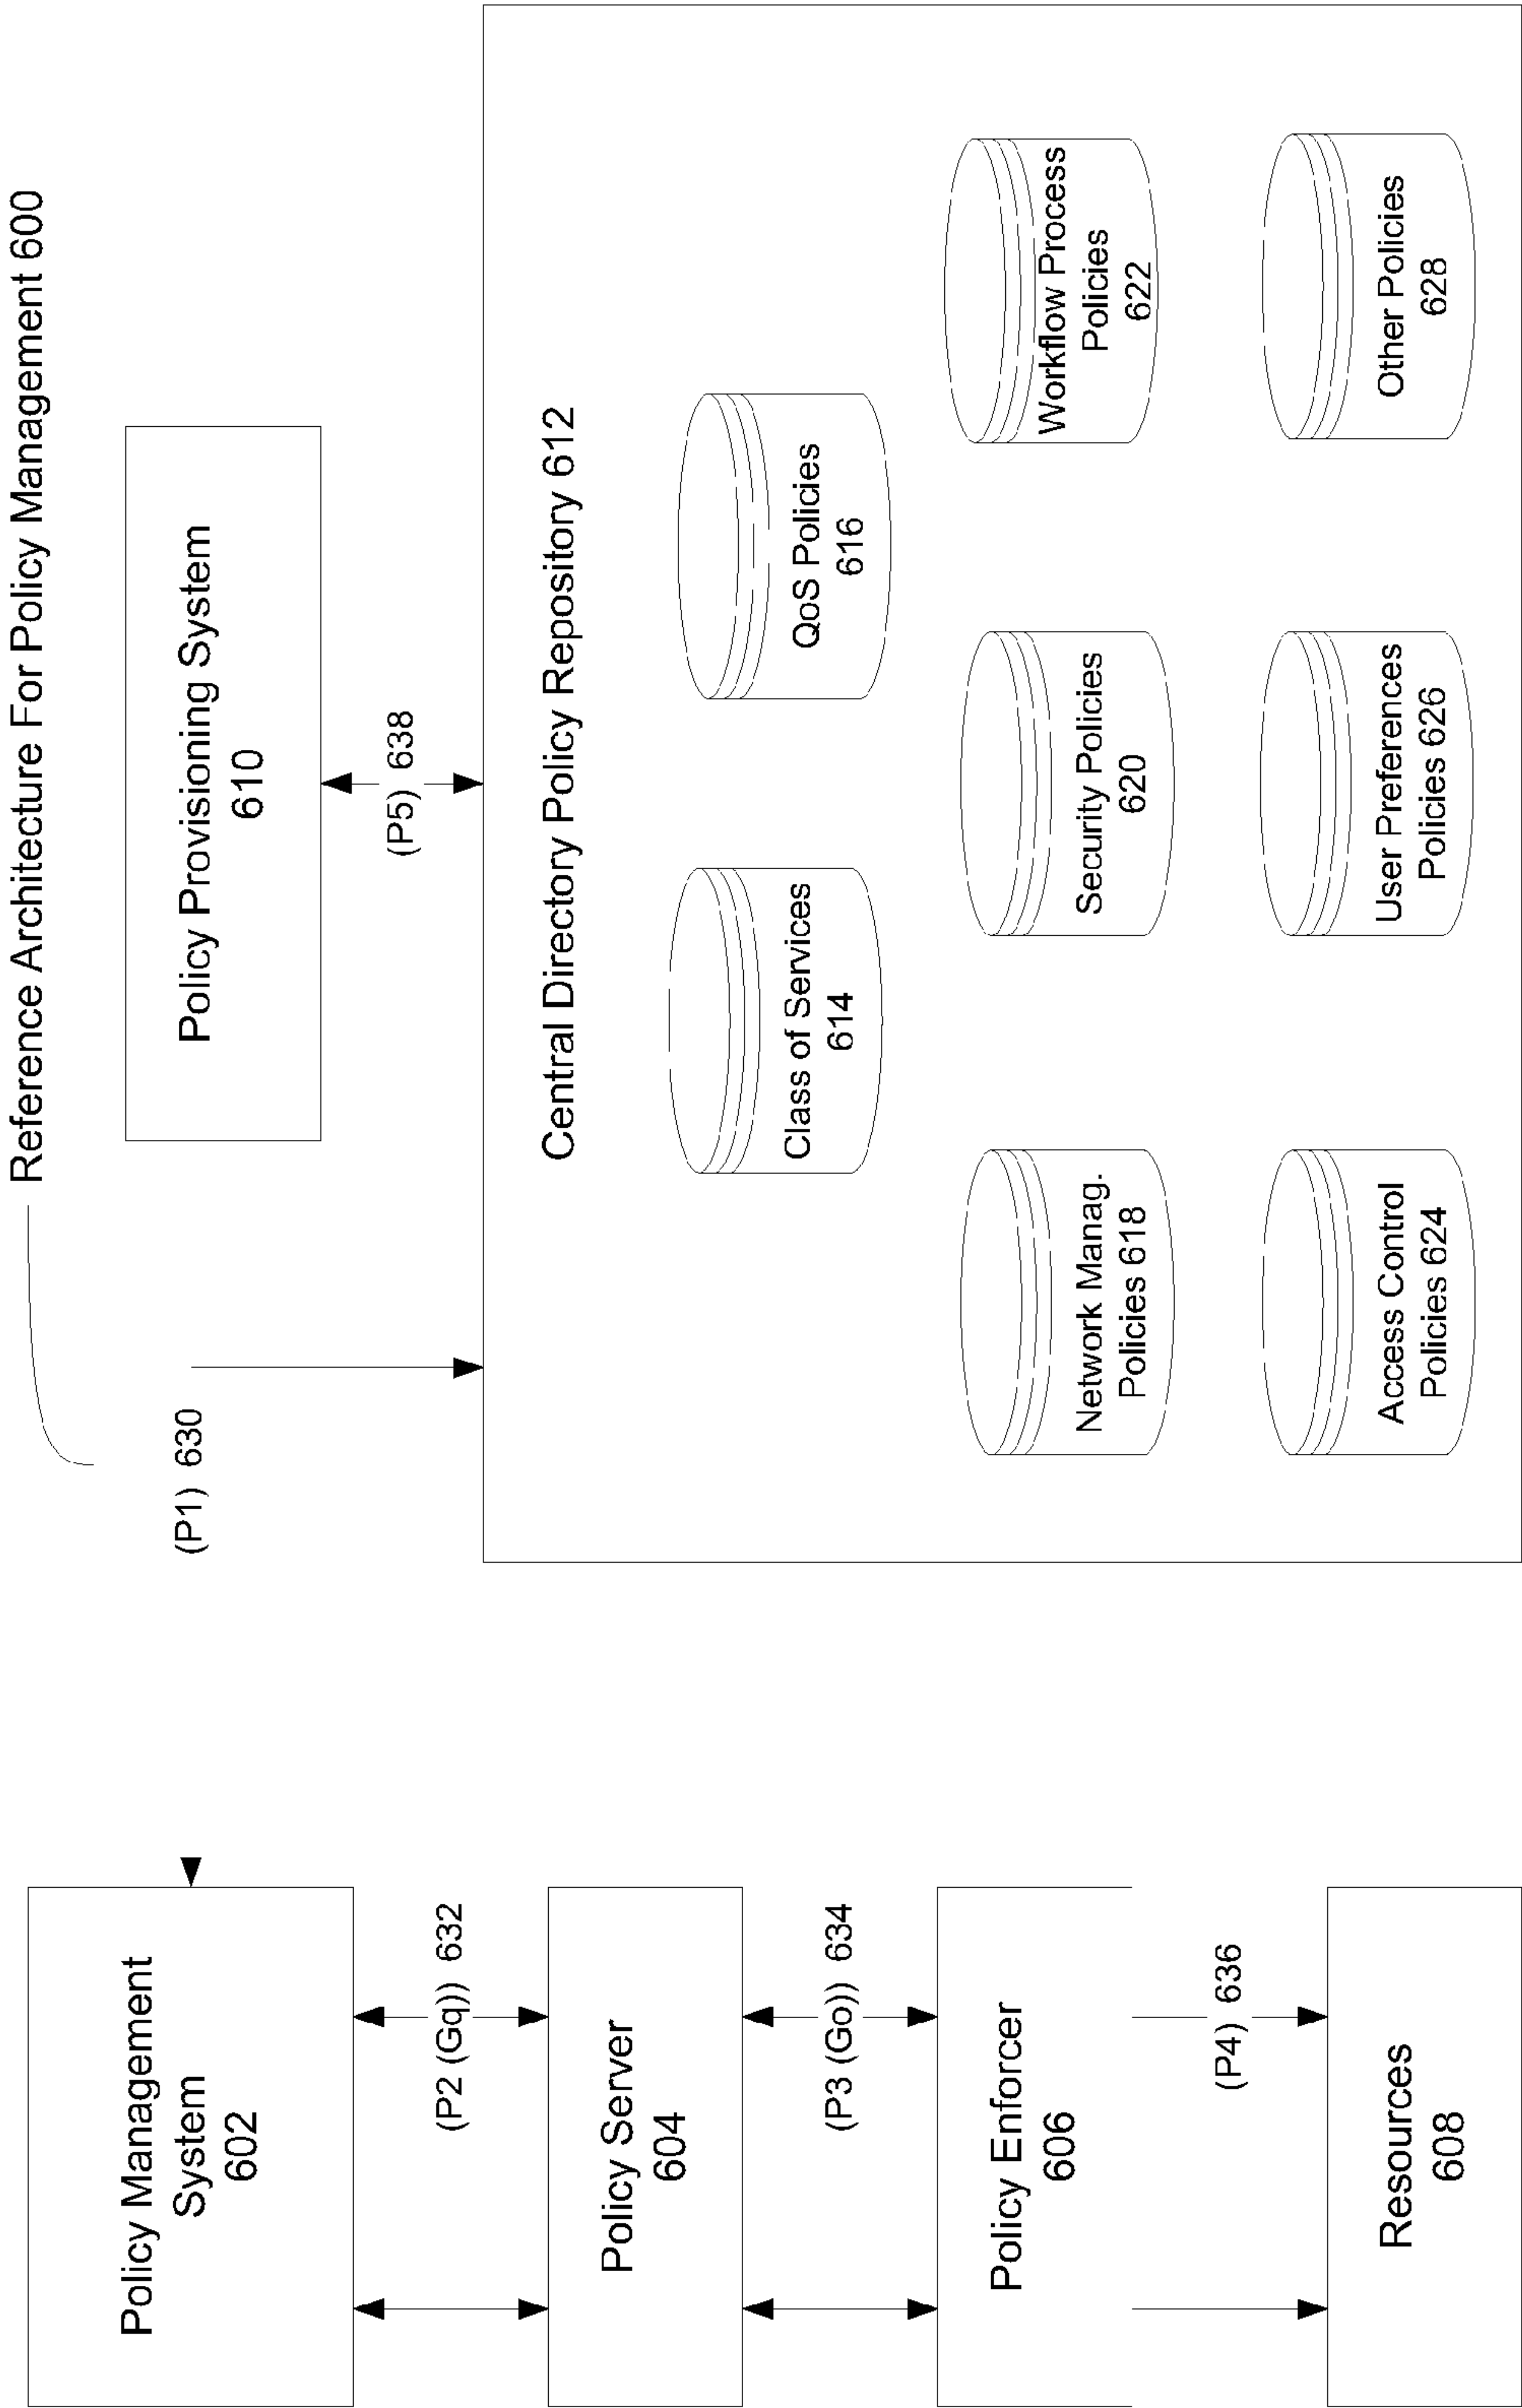 Reference Architecture For Policy Management 600
Policy Management
System
602
(P1) 630
Policy Provisioning System
610
(P2 (Gq)) 632
(P5) 638
Policy Server
604
Central Directory Policy Repository 612
(P3 (Go)) 634
Class of Services
614
QoS Policies
616
Policy Enforcer
606
Network Manag.
Policies 618
Security Policies
620
Workflow Process
Policies
622
(P4) 636
Resources
608
Access Control
Policies 624
User Preferences
Policies 626
Other Policies
628